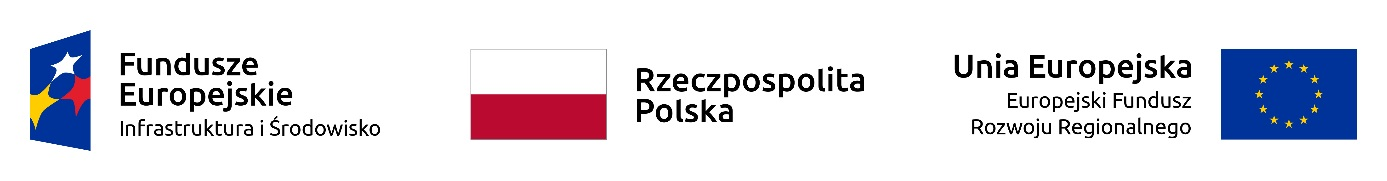 Fundusze
Europejskie
Infrastruktura i Środowisko
Rzeczpospolita
Polska
Unia Europejska
Europejski Fundusz
Rozwoju Regionalnego